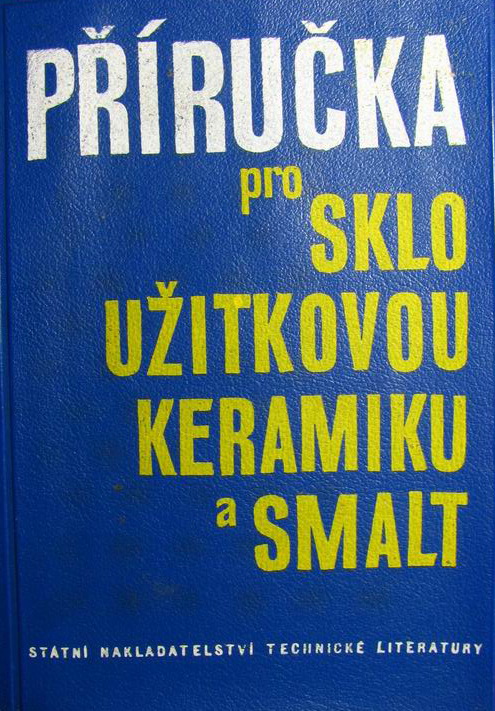 PŘÍRUČKA
pro
SKLO
UŽITKOVOU
KERAMIKU
a
SMALT
STÁTNÍ NAKLADATELSTVÍ TECHNICKÉ LITERATURY